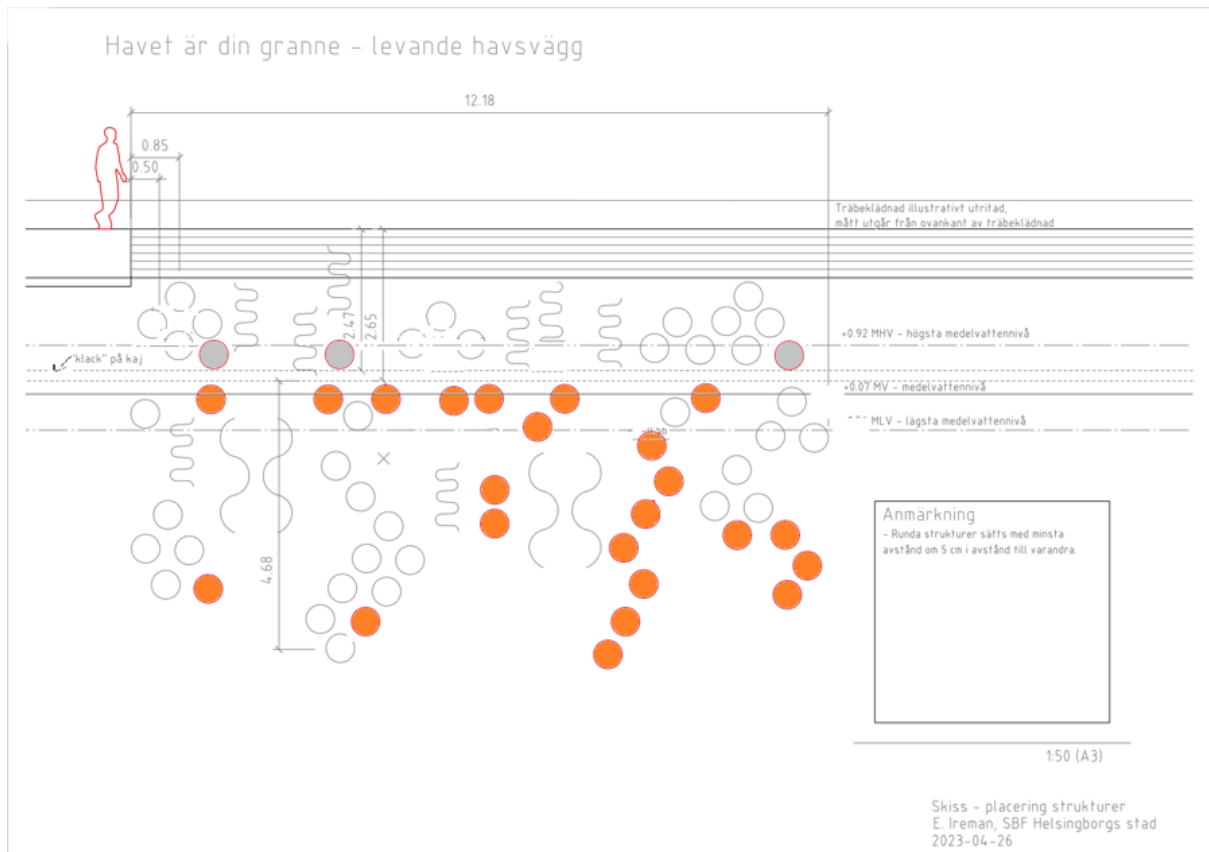 Havet är din granne - levande havsvägg
12.18
0.85
0.50
Träbeklädnad illustrativt utritad,
mått utgår från ovankant av träbeklädnad
2.47
2.65
+0.92 MHV - högsta medelvattennivå
"klack" på kaj
+0.07 MV - medelvattennivå
MLV - lägsta medelvattennivå
4.68
Anmärkning
- Runda strukturer sätts med minsta
avstånd om 5 cm i avstånd till varandra.
1:50 (A3)
Skiss - placering strukturer
E. Ireman, SBF Helsingborgs stad
2023-04-26